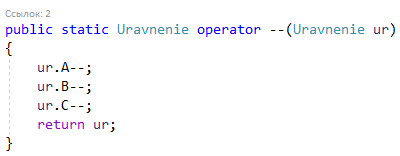 Ссылок: 2
public static Uravnenie operator --(Uravnenie ur)
{
    ur.A--;
    ur.B--;
    ur.C--;
    return ur;
}